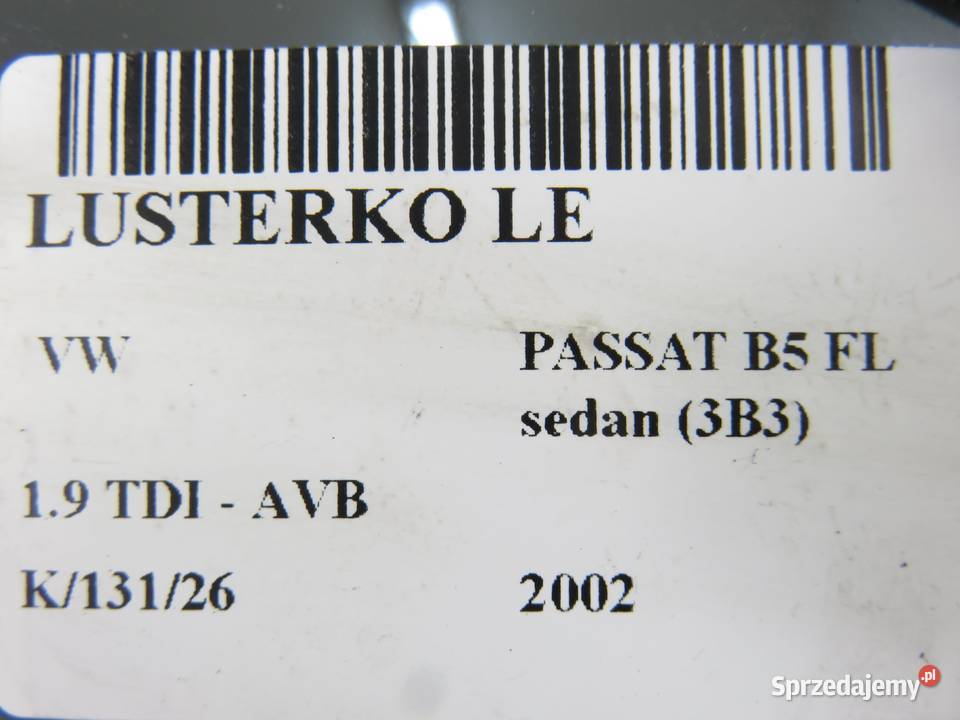 LUSTERKO LE
VW PASSAT B5 FL
sedan (3B3)
1.9 TDI - AVB
K/131/26 2002
Sprzedajemy.pl